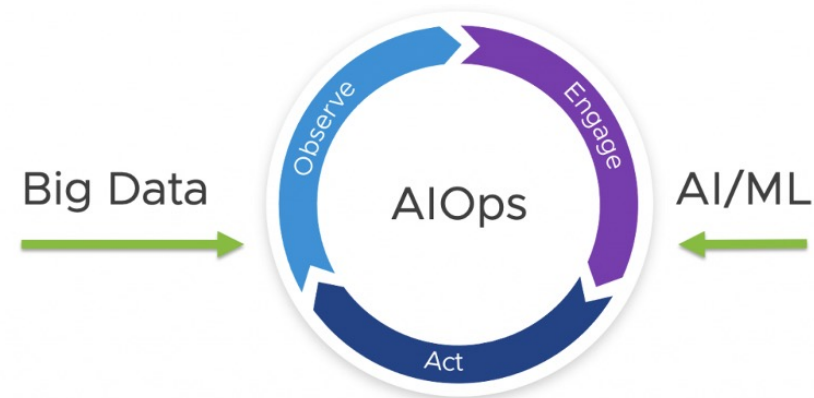 Observe
Engage
Big Data
AIOps
AI/ML
Act